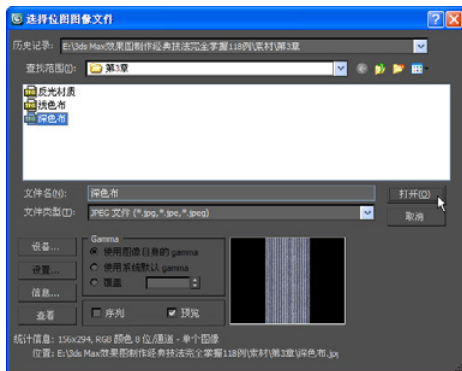 选择位图图像文件
历史记录: E:\3ds Max效果图制作经典技法完全掌握118例\素材\第3章
查找范围(I): 第3章
反光材质
浅色布
深色布
文件名(N): 深色布 打开(O)
文件类型(T): JPEG 文件 (*.jpg,*.jpe,*.jpeg) 取消
设备...
设置...
信息...
查看
Gamma
使用图像自身的 gamma
使用系统默认 gamma
覆盖
序列 预览
统计信息: 156x294, RGB 颜色 8 位/通道 - 单个图像
位置: E:\3ds Max效果图制作经典技法完全掌握118例\素材\第3章\深色布.jpg